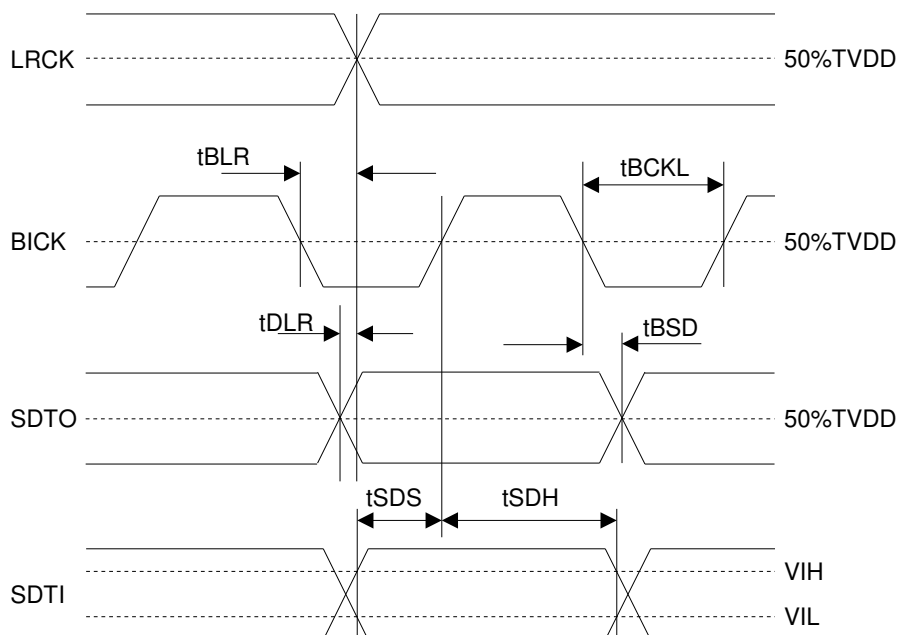 LRCK
50%TVDD
tBLR
tBCKL
BICK
50%TVDD
tDLR
tBSD
SDTO
50%TVDD
tSDS
tSDH
VIH
SDTI
VIL